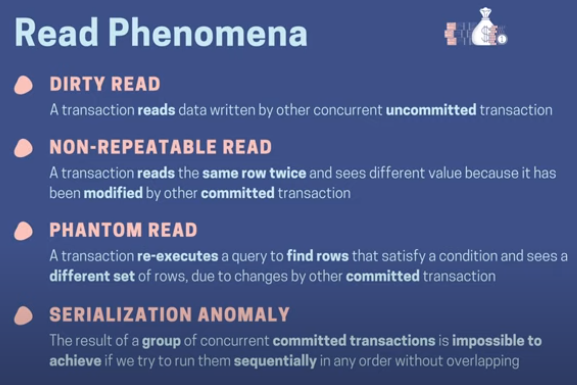 Read Phenomena
DIRTY READ
A transaction reads data written by other concurrent uncommitted transaction
NON-REPEATABLE READ
A transaction reads the same row twice and sees different value because it has
been modified by other committed transaction
PHANTOM READ
A transaction re-executes a query to find rows that satisfy a condition and sees a
different set of rows, due to changes by other committed transaction
SERIALIZATION ANOMALY
The result of a group of concurrent committed transactions is impossible to
achieve if we try to run them sequentially in any order without overlapping